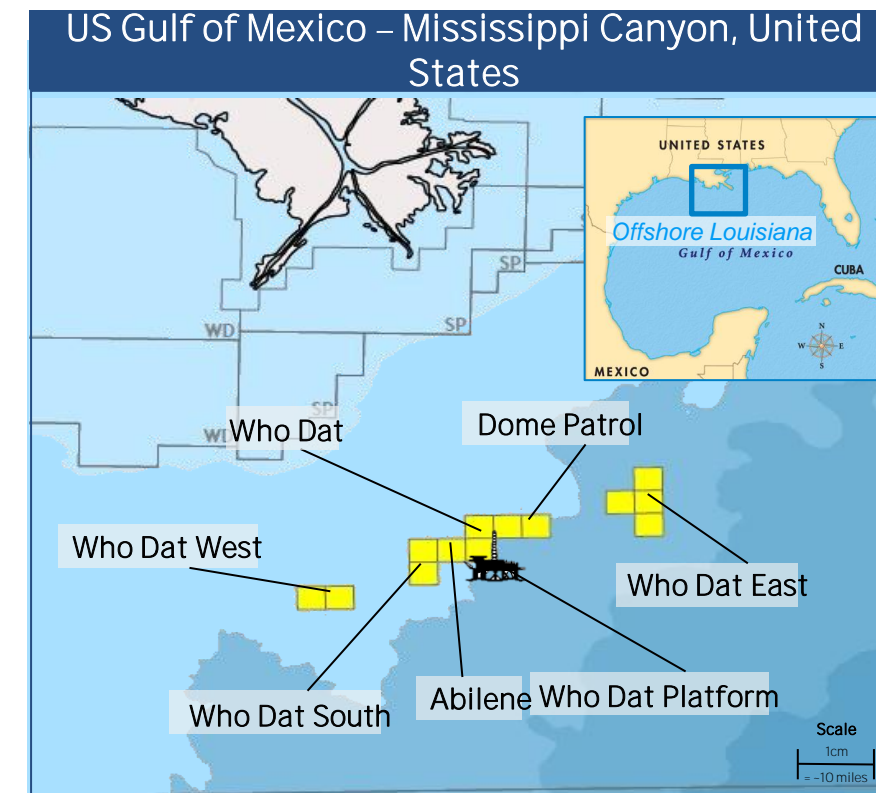 US Gulf of Mexico – Mississippi Canyon, United
States
UNITED STATES
Offshore Louisiana
Gulf of Mexico
CUBA
N
W E
S
MEXICO
SP
WD
SP
SP
WD
Who Dat
Dome Patrol
Who Dat West
Who Dat East
Who Dat South
Abilene
Who Dat Platform
Scale
1cm
= ~10 miles